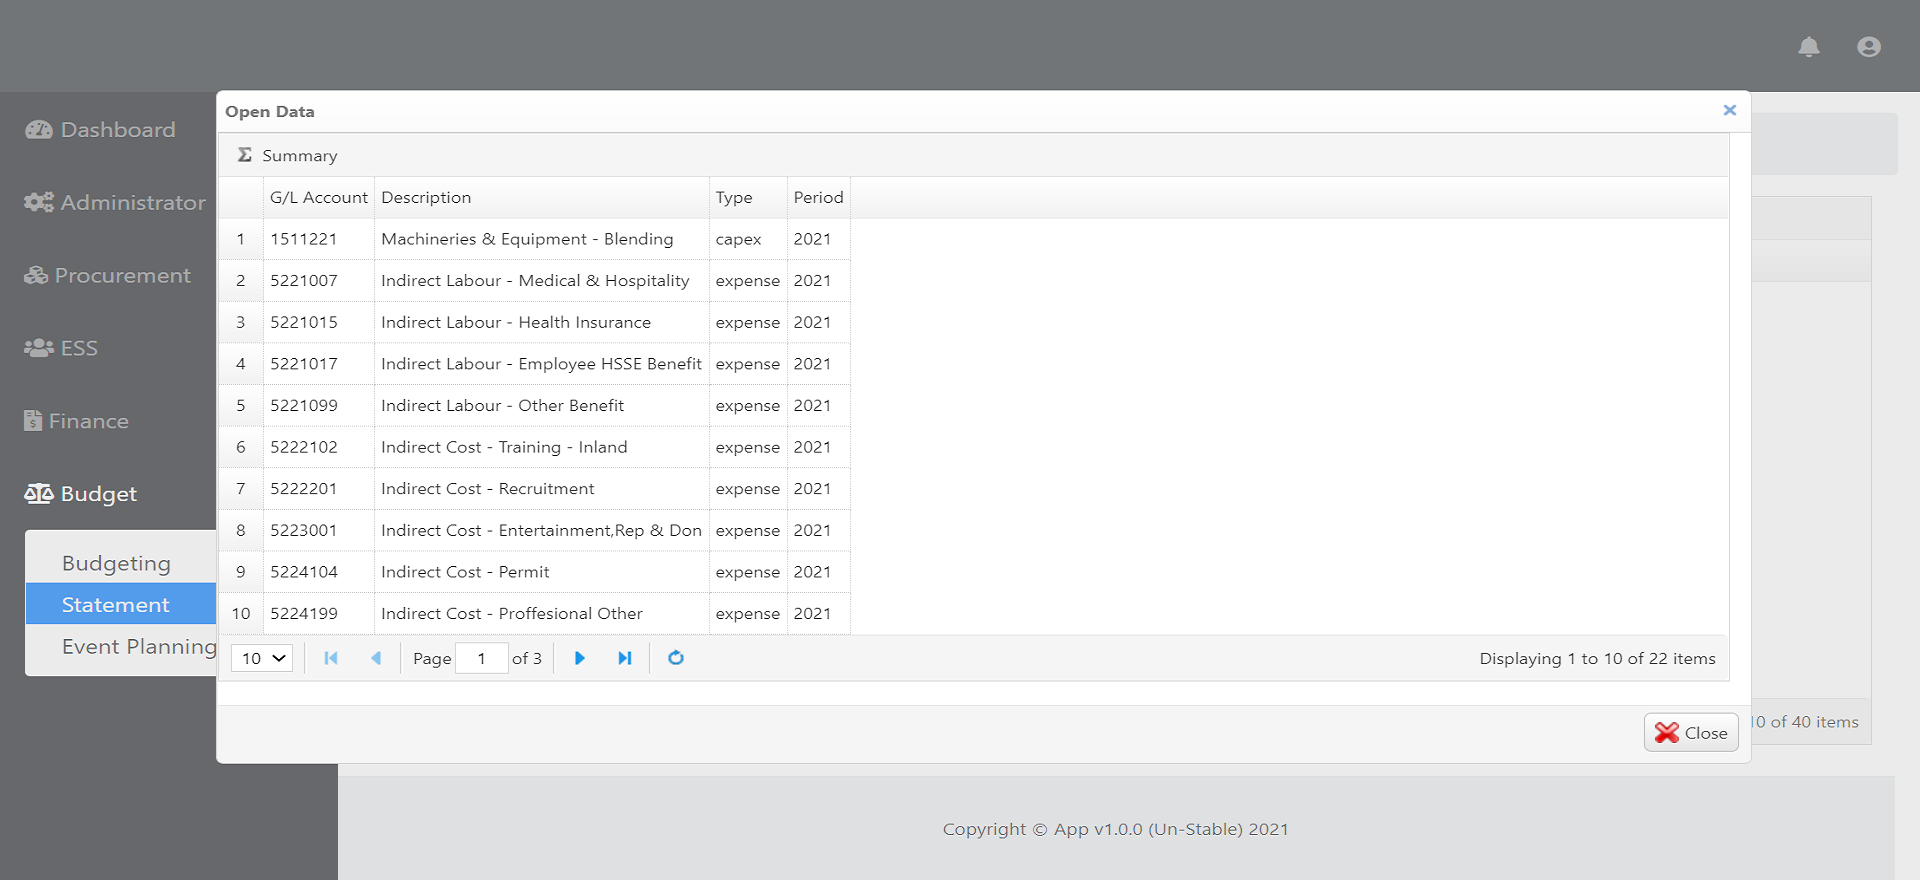 Dashboard
Administrator
Procurement
ESS
Finance
Budget
Budgeting
Statement
Event Planning
Open Data
Summary
G/L Account Description Type Period
1 1511221 Machineries & Equipment - Blending capex 2021
2 5221007 Indirect Labour - Medical & Hospitality expense 2021
3 5221015 Indirect Labour - Health Insurance expense 2021
4 5221017 Indirect Labour - Employee HSSE Benefit expense 2021
5 5221099 Indirect Labour - Other Benefit expense 2021
6 5222102 Indirect Cost - Training - Inland expense 2021
7 5222201 Indirect Cost - Recruitment expense 2021
8 5223001 Indirect Cost - Entertainment,Rep & Don expense 2021
9 5224104 Indirect Cost - Permit expense 2021
10 5224199 Indirect Cost - Proffesional Other expense 2021
10 Page 1 of 3 Displaying 1 to 10 of 22 items
Close
10 of 40 items
Copyright © App v1.0.0 (Un-Stable) 2021